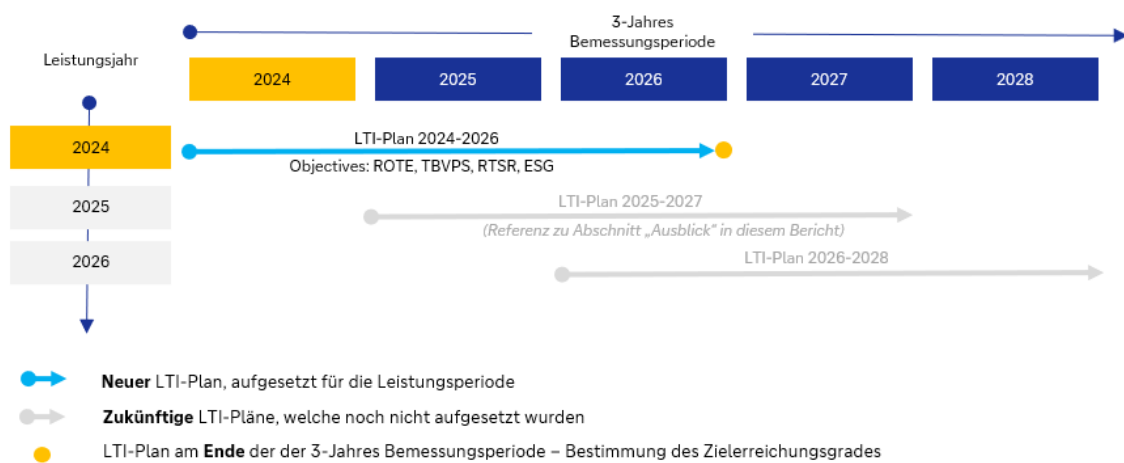 3-Jahres
Bemessungsperiode
Leistungsjahr
2024 2025 2026 2027 2028
2024
LTI-Plan 2024-2026
Objectives: ROTE, TBVPS, RTSR, ESG
2025
LTI-Plan 2025-2027
(Referenz zu Abschnitt „Ausblick“ in diesem Bericht)
2026
LTI-Plan 2026-2028
Neuer LTI-Plan, aufgesetzt für die Leistungsperiode
Zukünftige LTI-Pläne, welche noch nicht aufgesetzt wurden
LTI-Plan am Ende der der 3-Jahres Bemessungsperiode – Bestimmung des Zielerreichungsgrades